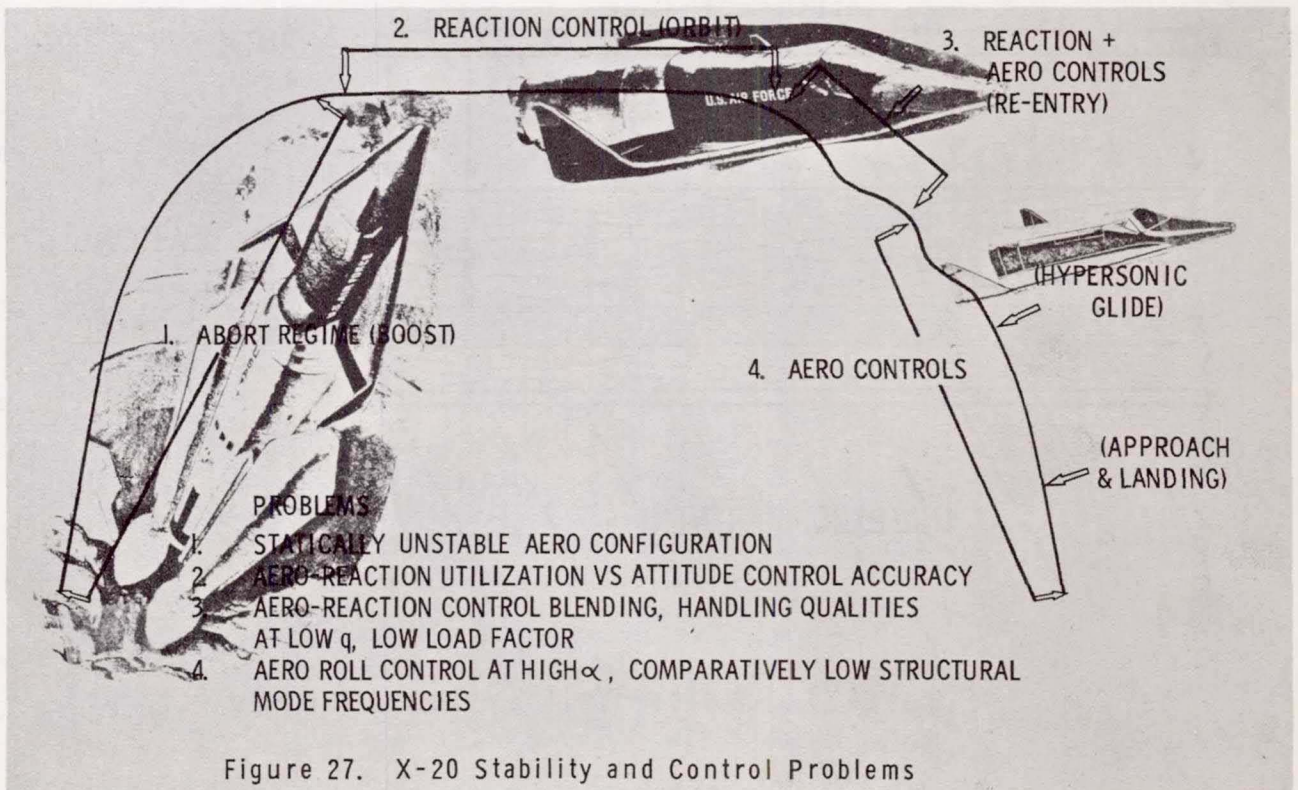 2. REACTION CONTROL (ORBIT)
3. REACTION +
AERO CONTROLS
(RE-ENTRY)
U.S. AIR FORCE
(HYPERSONIC
GLIDE)
1. ABORT REGIME (BOOST)
4. AERO CONTROLS
(APPROACH
& LANDING)
PROBLEMS
1. STATICALLY UNSTABLE AERO CONFIGURATION
2. AERO-REACTION UTILIZATION VS ATTITUDE CONTROL ACCURACY
3. AERO-REACTION CONTROL BLENDING, HANDLING QUALITIES
AT LOW q, LOW LOAD FACTOR
4. AERO ROLL CONTROL AT HIGH ∝, COMPARATIVELY LOW STRUCTURAL
MODE FREQUENCIES
Figure 27. X-20 Stability and Control Problems